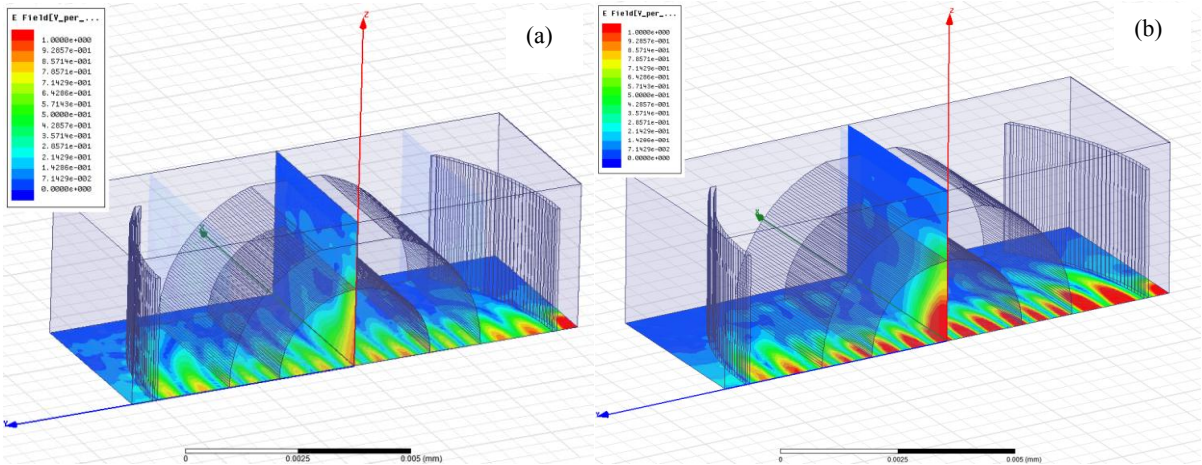 E Field[V_per_...
1.0000e+000
9.2857e-001
8.5714e-001
7.8571e-001
7.1429e-001
6.4286e-001
5.7143e-001
5.0000e-001
4.2857e-001
3.5714e-001
2.8571e-001
2.1429e-001
1.4286e-001
7.1429e-002
0.0000e+000
(a)
Z
Y
0
0.0025
0.005 (mm)
E Field[V_per_...
1.0000e+000
9.2857e-001
8.5714e-001
7.8571e-001
7.1429e-001
6.4286e-001
5.7143e-001
5.0000e-001
4.2857e-001
3.5714e-001
2.8571e-001
2.1429e-001
1.4286e-001
7.1429e-002
0.0000e+000
(b)
Z
0
0.0025
0.005 (mm)